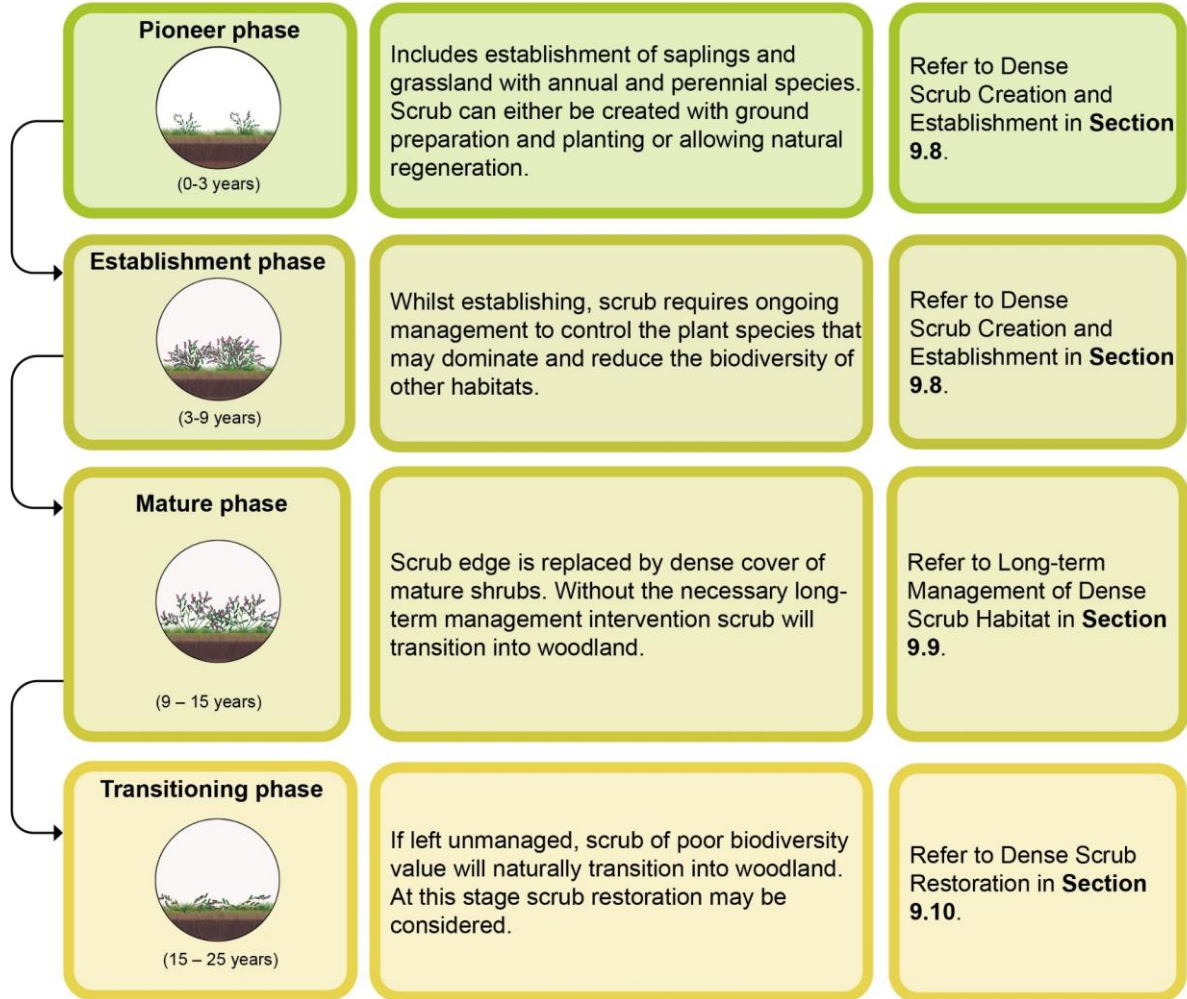 Pioneer phase
(0-3 years)
Includes establishment of saplings and
grassland with annual and perennial species.
Scrub can either be created with ground
preparation and planting or allowing natural
regeneration.
Refer to Dense
Scrub Creation and
Establishment in Section
9.8.
Establishment phase
(3-9 years)
Whilst establishing, scrub requires ongoing
management to control the plant species that
may dominate and reduce the biodiversity of
other habitats.
Refer to Dense
Scrub Creation and
Establishment in Section
9.8.
Mature phase
(9 – 15 years)
Scrub edge is replaced by dense cover of
mature shrubs. Without the necessary long-
term management intervention scrub will
transition into woodland.
Refer to Long-term
Management of Dense
Scrub Habitat in Section
9.9.
Transitioning phase
(15 – 25 years)
If left unmanaged, scrub of poor biodiversity
value will naturally transition into woodland.
At this stage scrub restoration may be
considered.
Refer to Dense Scrub
Restoration in Section
9.10.